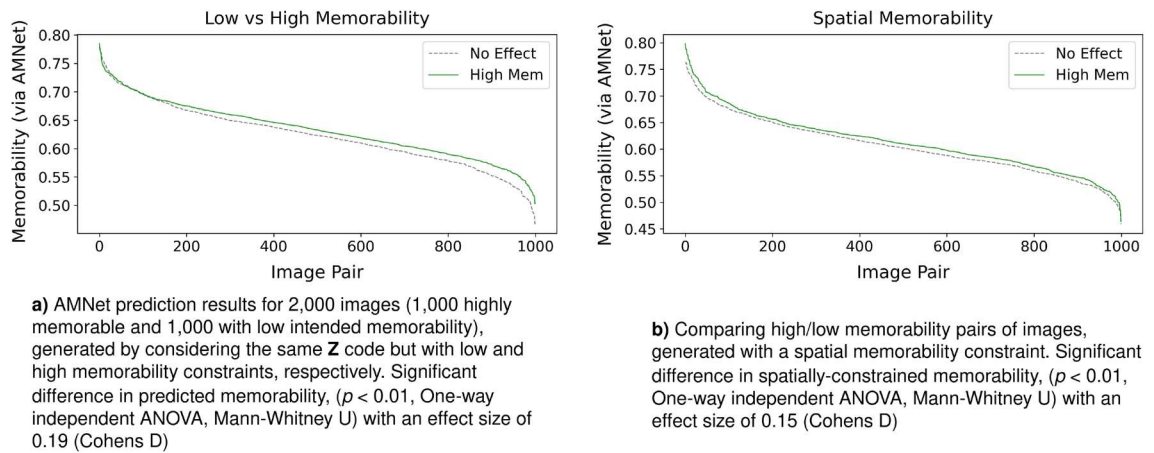 Low vs High Memorability
Memorability (via AMNet)
0.80
0.75
0.70
0.65
0.60
0.55
0.50
No Effect
High Mem
0 200 400 600 800 1000
Image Pair
a) AMNet prediction results for 2,000 images (1,000 highly
memorable and 1,000 with low intended memorability),
generated by considering the same Z code but with low and
high memorability constraints, respectively. Significant
difference in predicted memorability, (p < 0.01, One-way
independent ANOVA, Mann-Whitney U) with an effect size of
0.19 (Cohens D)
Spatial Memorability
Memorability (via AMNet)
0.80
0.75
0.70
0.65
0.60
0.55
0.50
0.45
No Effect
High Mem
0 200 400 600 800 1000
Image Pair
b) Comparing high/low memorability pairs of images,
generated with a spatial memorability constraint. Significant
difference in spatially-constrained memorability, (p < 0.01,
One-way independent ANOVA, Mann-Whitney U) with an
effect size of 0.15 (Cohens D)